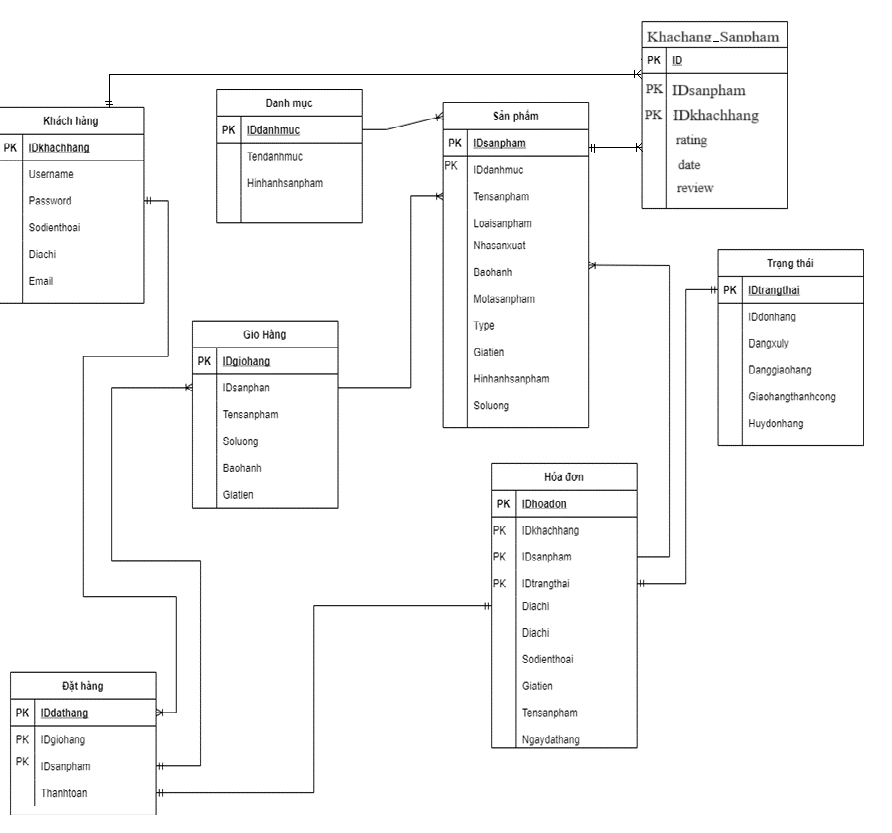 Khachang_Sanpham
PK ID
PK IDsanpham
PK IDkhachhang
rating
date
review
Khách hàng
PK IDkhachhang
Username
Password
Sodienthoai
Diachi
Email
Danh mục
PK IDdanhmuc
Tendanhmuc
Hinhanhsanpham
Sản phẩm
PK IDsanpham
PK IDdanhmuc
Tensanpham
Loaisanpham
Nhasanxuat
Baohanh
Motasanpham
Type
Giatien
Hinhanhsanpham
Soluong
Trạng thái
PK IDtrangthai
IDdonhang
Dangxuly
Danggiaohang
Giaohangthanhcong
Huydonhang
Gio Hàng
PK IDgiohang
IDsanphan
Tensanpham
Soluong
Baohanh
Giatien
Hóa đơn
PK IDhoadon
PK IDkhachhang
PK IDsanpham
PK IDtrangthai
Diachi
Diachi
Sodienthoai
Giatien
Tensanpham
Ngaydathang
Đặt hàng
PK IDdathang
PK IDgiohang
PK IDsanpham
Thanhtoan